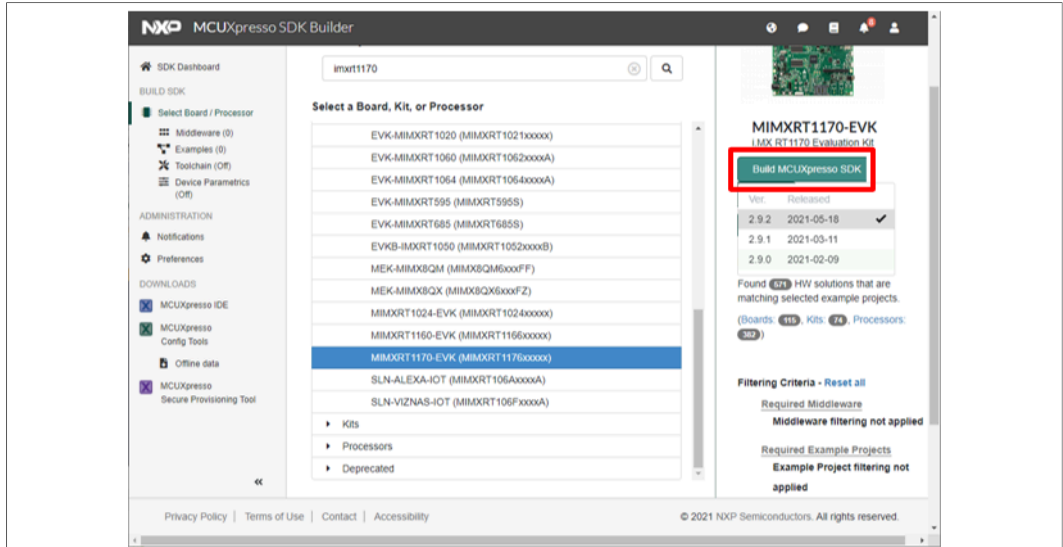 NXP MCUXpresso SDK Builder
8
SDK Dashboard
BUILD SDK
Select Board / Processor
Middleware (0)
Examples (0)
Toolchain (Off)
Device Parametrics
(Off)
ADMINISTRATION
Notifications
Preferences
DOWNLOADS
MCUXpresso IDE
MCUXpresso
Config Tools
Offline data
MCUXpresso
Secure Provisioning Tool
imxrt1170
Select a Board, Kit, or Processor
EVK-MIMXRT1020 (MIMXRT1021xxxxx)
EVK-MIMXRT1060 (MIMXRT1062xxxxA)
EVK-MIMXRT1064 (MIMXRT1064xxxxA)
EVK-MIMXRT595 (MIMXRT595S)
EVK-MIMXRT685 (MIMXRT685S)
EVKB-IMXRT1050 (MIMXRT1052xxxxB)
MEK-MIMX8QM (MIMX8QM6xxxFF)
MEK-MIMX8QX (MIMX8QX6xxxFZ)
MIMXRT1024-EVK (MIMXRT1024xxxxx)
MIMXRT1160-EVK (MIMXRT1166xxxxx)
MIMXRT1170-EVK (MIMXRT1176xxxxx)
SLN-ALEXA-IOT (MIMXRT106AxxxxA)
SLN-VIZNAS-IOT (MIMXRT106FxxxxA)
Kits
Processors
Deprecated
MIMXRT1170-EVK
i.MX RT1170 Evaluation Kit
Build MCUXpresso SDK
Ver. Released
2.9.2 2021-05-18
2.9.1 2021-03-11
2.9.0 2021-02-09
Found 571 HW solutions that are
matching selected example projects.
(Boards: 115, Kits: 74, Processors:
382)
Filtering Criteria - Reset all
Required Middleware
Middleware filtering not applied
Required Example Projects
Example Project filtering not
applied
Privacy Policy | Terms of Use | Contact | Accessibility
© 2021 NXP Semiconductors. All rights reserved.